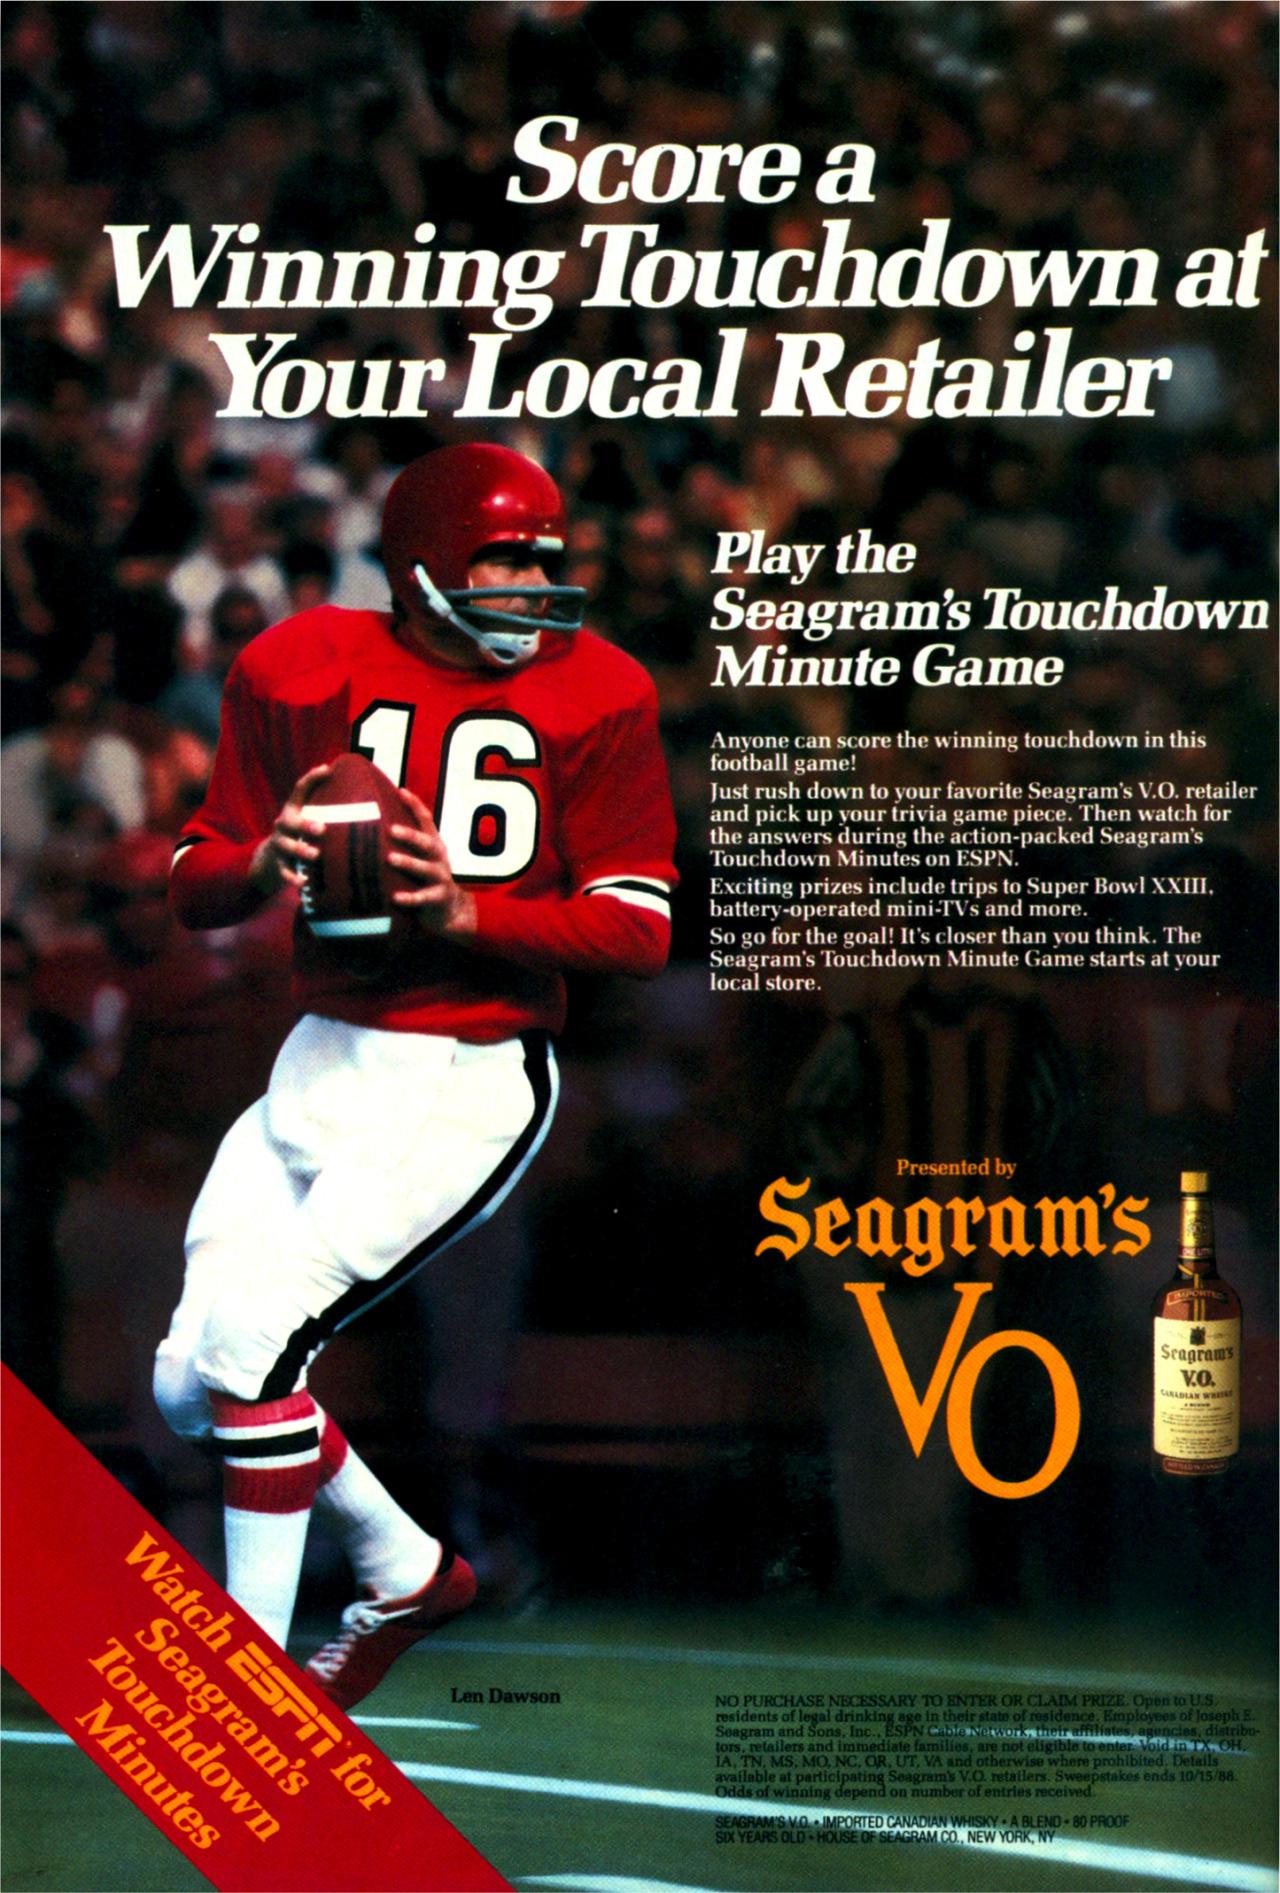 Score a
Winning Touchdown at
Your Local Retailer
Play the
Seagram's Touchdown
Minute Game
Anyone can score the winning touchdown in this
football game!
Just rush down to your favorite Seagram's V.O. retailer
and pick up your trivia game piece. Then watch for
the answers during the action-packed Seagram's
Touchdown Minutes on ESPN.
Exciting prizes include trips to Super Bowl XXIII,
battery-operated mini-TVs and more.
So go for the goal! It's closer than you think. The
Seagram's Touchdown Minute Game starts at your
local store.
16
Presented by
Seagram's
VO
IMPORTED
Seagram's
V.O.
CANADIAN WHISKY
A BLEND
Watch ESPN for
Seagram's
Touchdown
Minutes
Len Dawson
NO PURCHASE NECESSARY TO ENTER OR CLAIM PRIZE. Open to U.S.
residents of legal drinking age in their state of residence. Employees of Joseph E.
Seagram and Sons, Inc., ESPN Cable Network, their affiliates, agencies, distribu-
tors, retailers and immediate families, are not eligible to enter. Void in TX, OH,
IA, TN, MS, MO, NC, OR, UT, VA and otherwise where prohibited. Details
available at participating Seagram's V.O. retailers. Sweepstakes ends 10/15/88.
Odds of winning depend on number of entries received.
SEAGRAM'S V.O. • IMPORTED CANADIAN WHISKY • A BLEND • 80 PROOF
SIX YEARS OLD • HOUSE OF SEAGRAM CO., NEW YORK, NY